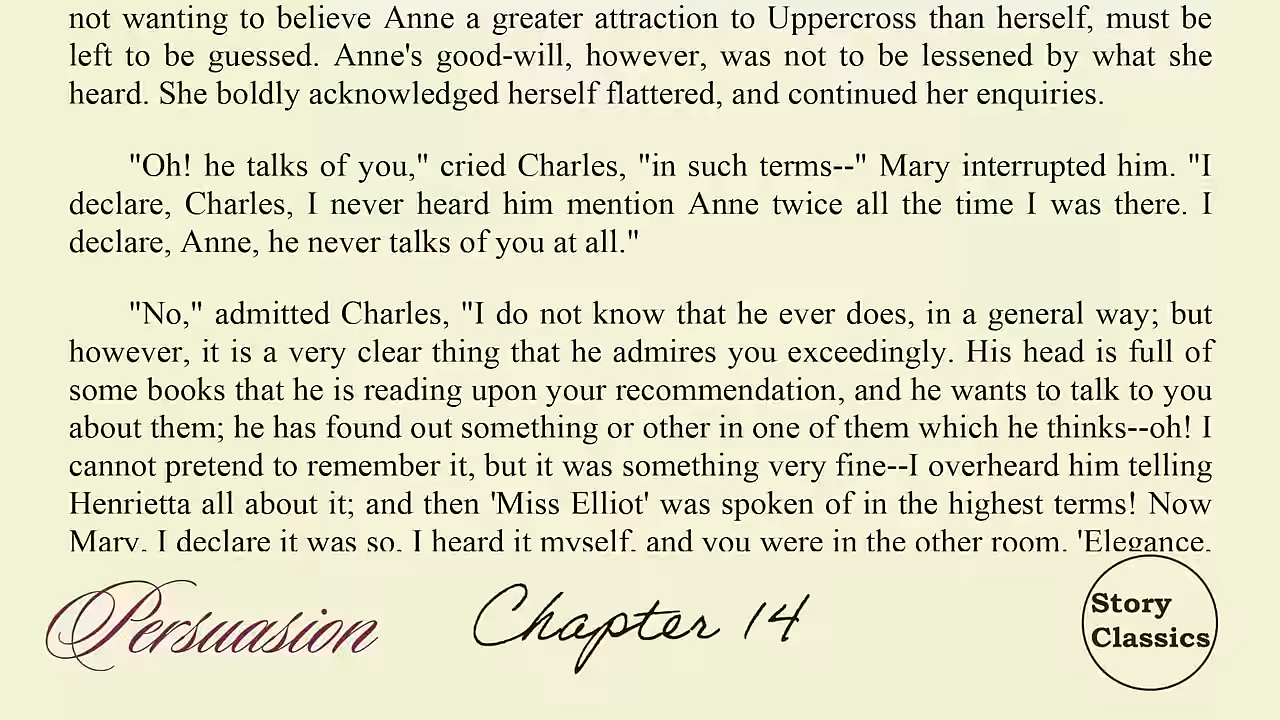 not wanting to believe Anne a greater attraction to Uppercross than herself, must be
left to be guessed. Anne's good-will, however, was not to be lessened by what she
heard. She boldly acknowledged herself flattered, and continued her enquiries.
"Oh! he talks of you," cried Charles, "in such terms--" Mary interrupted him. "I
declare, Charles, I never heard him mention Anne twice all the time I was there. I
declare, Anne, he never talks of you at all."
"No," admitted Charles, "I do not know that he ever does, in a general way; but
however, it is a very clear thing that he admires you exceedingly. His head is full of
some books that he is reading upon your recommendation, and he wants to talk to you
about them; he has found out something or other in one of them which he thinks--oh! I
cannot pretend to remember it, but it was something very fine--I overheard him telling
Henrietta all about it; and then 'Miss Elliot' was spoken of in the highest terms! Now
Mary, I declare it was so, I heard it myself, and you were in the other room. 'Elegance,
Persuasion
Chapter 14
Story
Classics